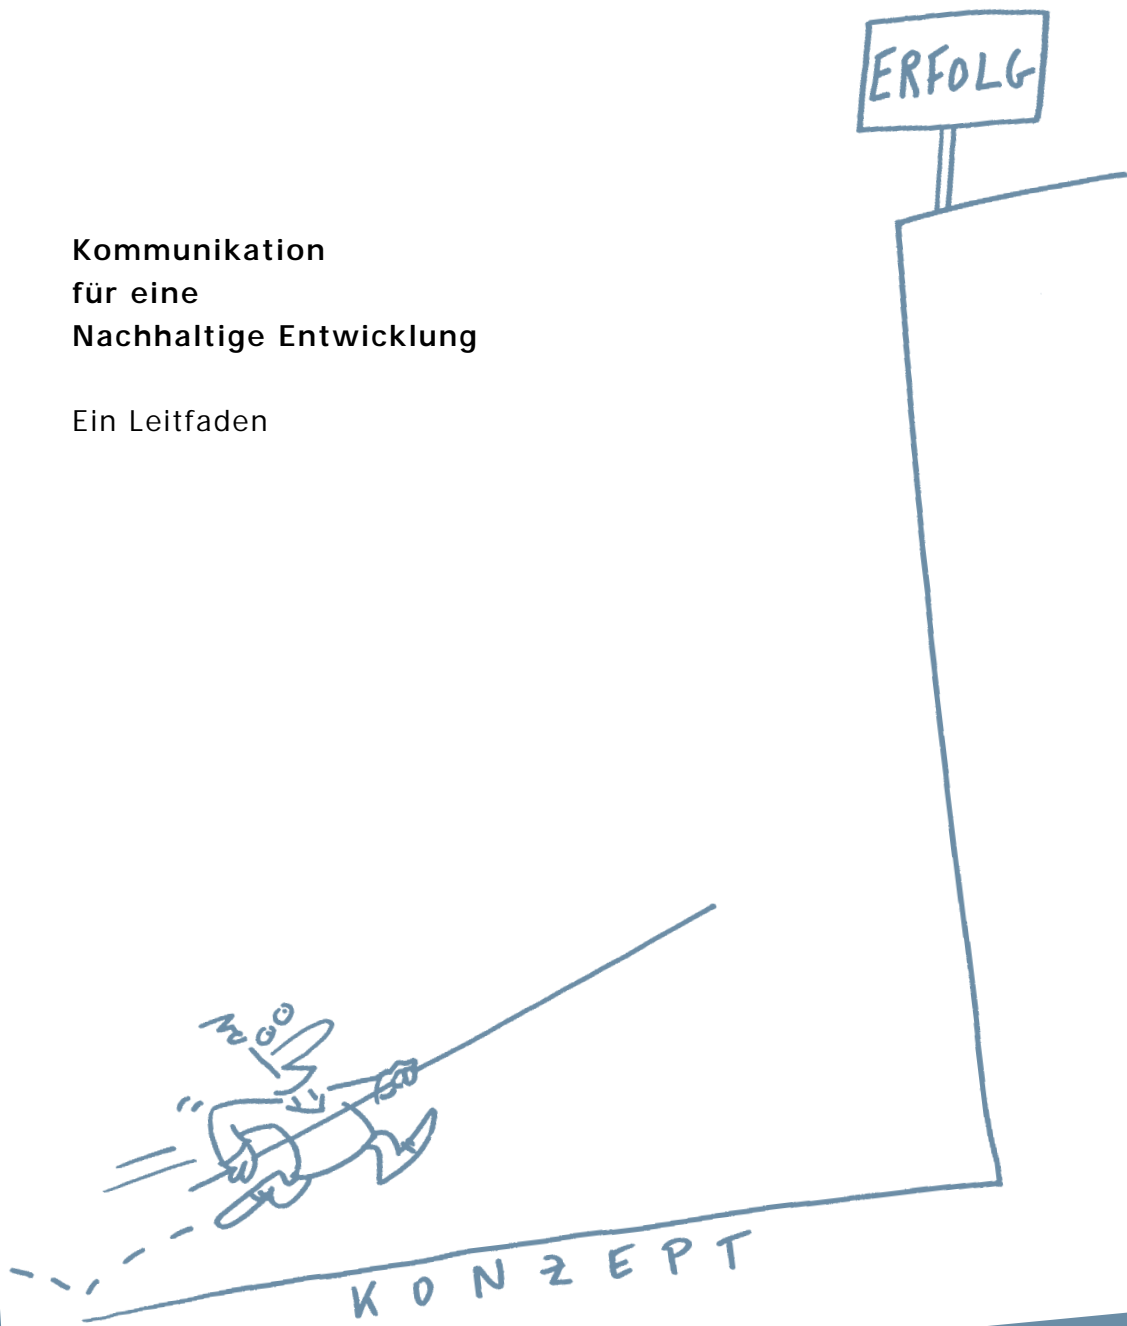 ERFOLG
Kommunikation
für eine
Nachhaltige Entwicklung
Ein Leitfaden
KONZEPT